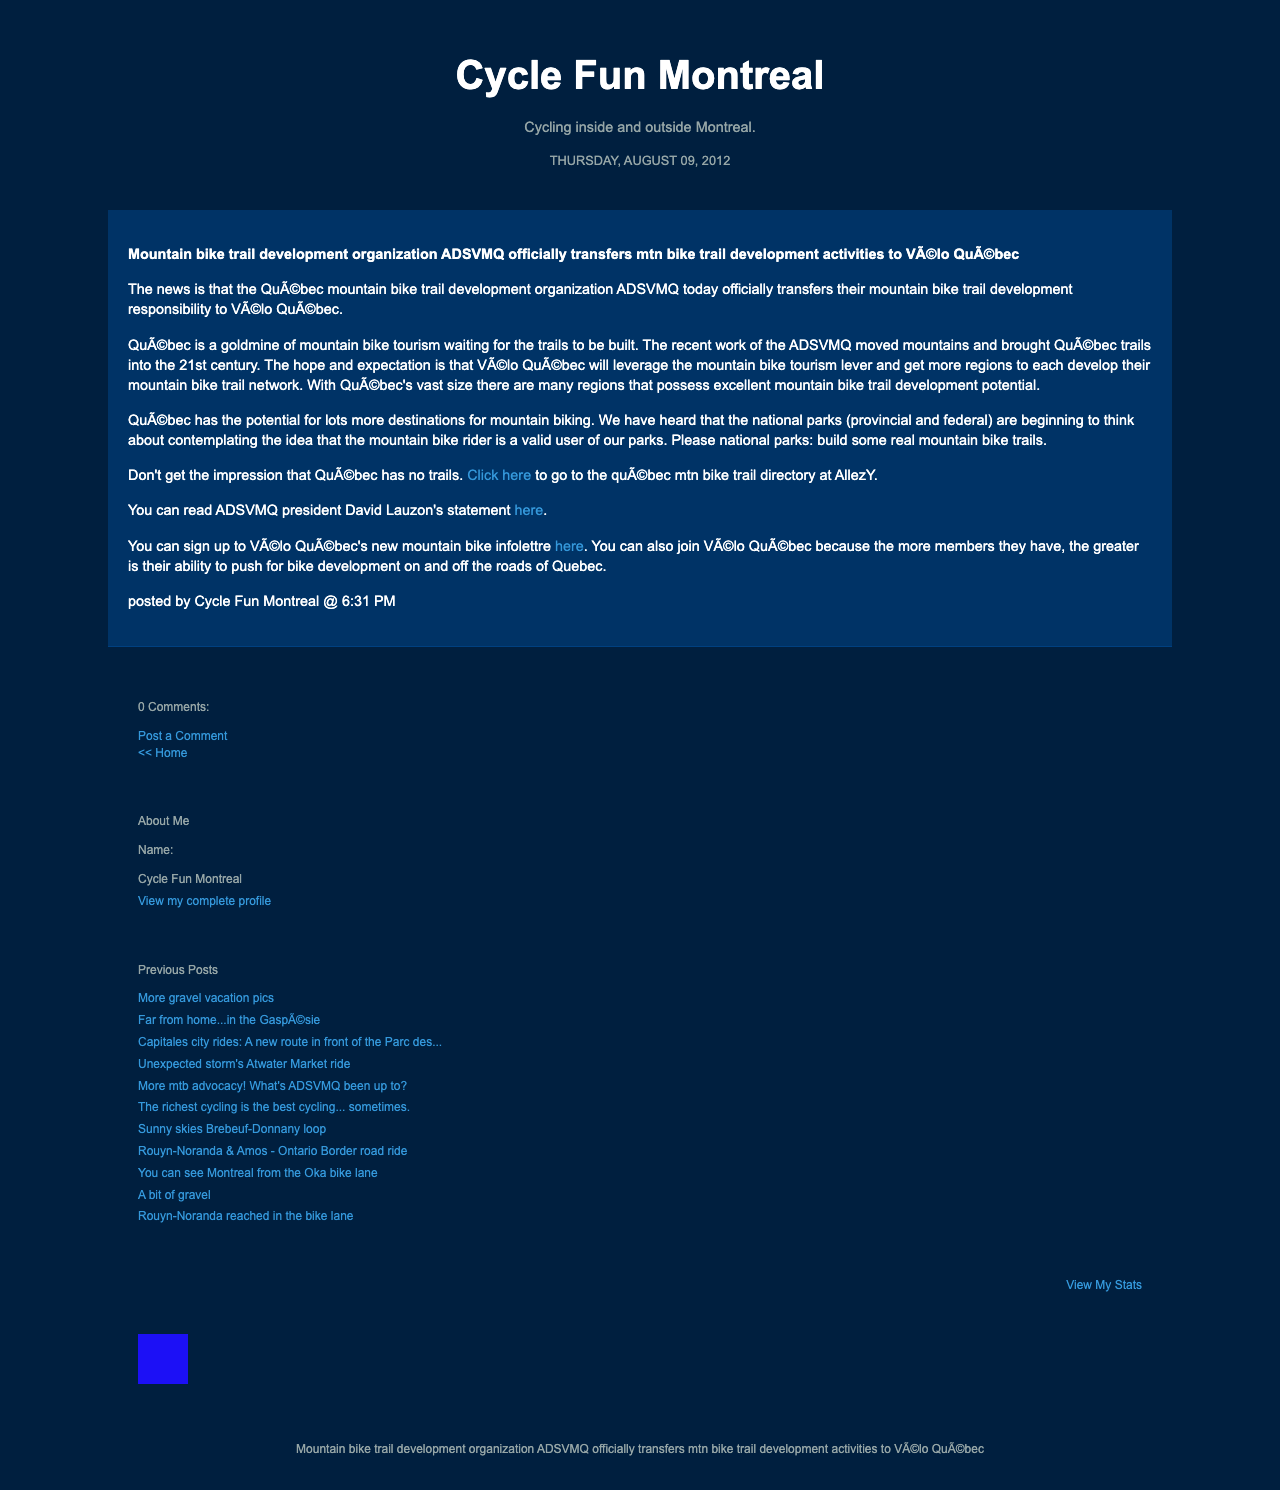 Cycle Fun Montreal
Cycling inside and outside Montreal.
THURSDAY, AUGUST 09, 2012
Mountain bike trail development organization ADSVMQ officially transfers mtn bike trail development activities to VÃ©lo QuÃ©bec
The news is that the QuÃ©bec mountain bike trail development organization ADSVMQ today officially transfers their mountain bike trail development
responsibility to VÃ©lo QuÃ©bec.
QuÃ©bec is a goldmine of mountain bike tourism waiting for the trails to be built. The recent work of the ADSVMQ moved mountains and brought QuÃ©bec trails
into the 21st century. The hope and expectation is that VÃ©lo QuÃ©bec will leverage the mountain bike tourism lever and get more regions to each develop their
mountain bike trail network. With QuÃ©bec's vast size there are many regions that possess excellent mountain bike trail development potential.
QuÃ©bec has the potential for lots more destinations for mountain biking. We have heard that the national parks (provincial and federal) are beginning to think
about contemplating the idea that the mountain bike rider is a valid user of our parks. Please national parks: build some real mountain bike trails.
Don't get the impression that QuÃ©bec has no trails. Click here to go to the quÃ©bec mtn bike trail directory at AllezY.
You can read ADSVMQ president David Lauzon's statement here.
You can sign up to VÃ©lo QuÃ©bec's new mountain bike infolettre here. You can also join VÃ©lo QuÃ©bec because the more members they have, the greater
is their ability to push for bike development on and off the roads of Quebec.
posted by Cycle Fun Montreal @ 6:31 PM
0 Comments:
Post a Comment
<< Home
About Me
Name:
Cycle Fun Montreal
View my complete profile
Previous Posts
More gravel vacation pics
Far from home...in the GaspÃ©sie
Capitales city rides: A new route in front of the Parc des...
Unexpected storm's Atwater Market ride
More mtb advocacy! What's ADSVMQ been up to?
The richest cycling is the best cycling... sometimes.
Sunny skies Brebeuf-Donnany loop
Rouyn-Noranda & Amos - Ontario Border road ride
You can see Montreal from the Oka bike lane
A bit of gravel
Rouyn-Noranda reached in the bike lane
View My Stats
Mountain bike trail development organization ADSVMQ officially transfers mtn bike trail development activities to VÃ©lo QuÃ©bec